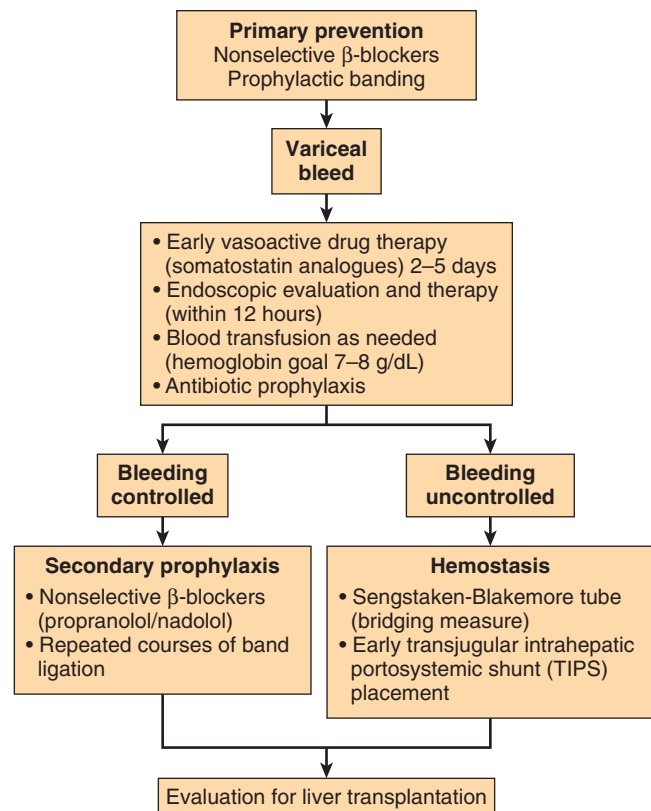 Primary prevention
Nonselective β-blockers
Prophylactic banding
Variceal
bleed
• Early vasoactive drug therapy
(somatostatin analogues) 2–5 days
• Endoscopic evaluation and therapy
(within 12 hours)
• Blood transfusion as needed
(hemoglobin goal 7–8 g/dL)
• Antibiotic prophylaxis
Bleeding
controlled
Bleeding
uncontrolled
Secondary prophylaxis
• Nonselective β-blockers
(propranolol/nadolol)
• Repeated courses of band
ligation
Hemostasis
• Sengstaken-Blakemore tube
(bridging measure)
• Early transjugular intrahepatic
portosystemic shunt (TIPS)
placement
Evaluation for liver transplantation